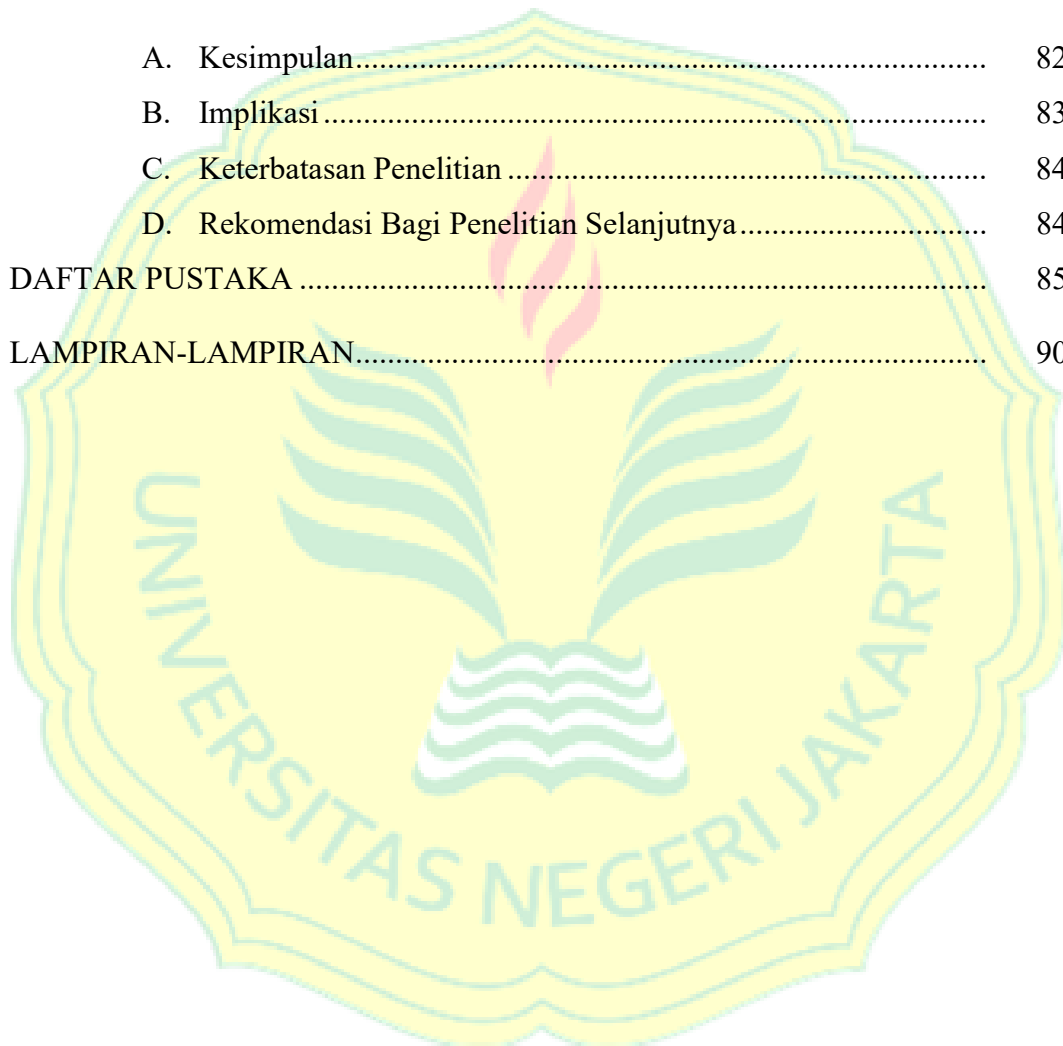 A. Kesimpulan........................................................................................ 82
B. Implikasi............................................................................................ 83
C. Keterbatasan Penelitian.................................................................... 84
D. Rekomendasi Bagi Penelitian Selanjutnya................................... 84
DAFTAR PUSTAKA................................................................................................ 85
LAMPIRAN-LAMPIRAN........................................................................................ 90
UNIVERSITAS NEGERI JAKARTA